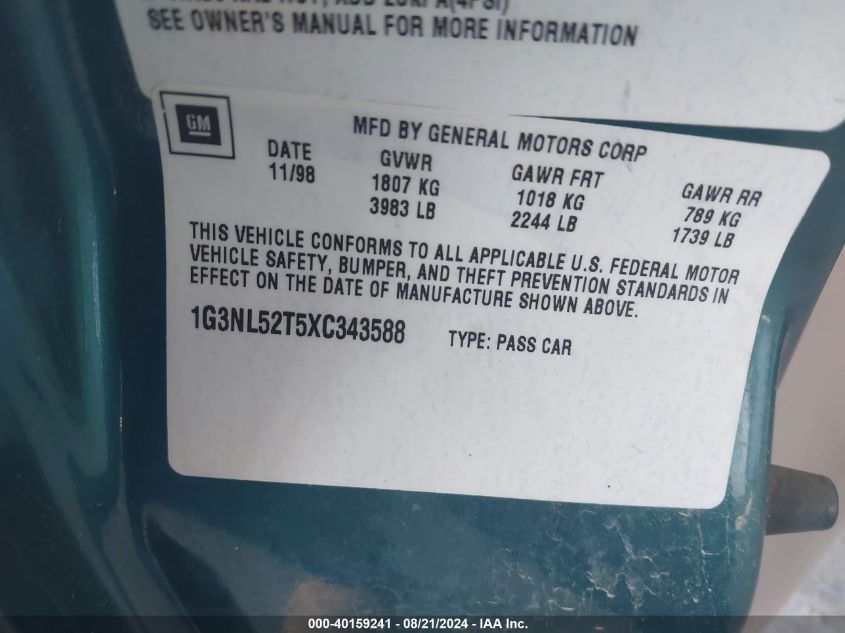 SEE OWNER'S MANUAL FOR MORE INFORMATION
GM
MFD BY GENERAL MOTORS CORP
DATE GVWR GAWR FRT GAWR RR
11/98 1807 KG 1018 KG 789 KG
3983 LB 2244 LB 1739 LB
THIS VEHICLE CONFORMS TO ALL APPLICABLE U.S. FEDERAL MOTOR
VEHICLE SAFETY, BUMPER, AND THEFT PREVENTION STANDARDS IN
EFFECT ON THE DATE OF MANUFACTURE SHOWN ABOVE.
1G3NL52T5XC343588 TYPE: PASS CAR
000-40159241 - 08/21/2024 - IAA Inc.